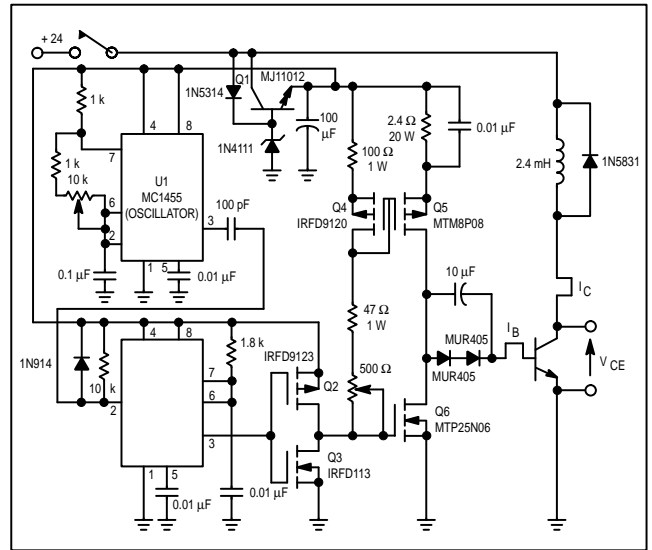 + 24
1N5314
Q1
MJ11012
1 k
100
µF
1N4111
2.4 Ω
20 W
0.01 µF
2.4 mH
1N5831
4
8
7
1 k
10 k
U1
MC1455
(OSCILLATOR)
6
2
3
100 pF
1
5
0.1 µF
0.01 µF
100 Ω
1 W
Q4
IRFD9120
Q5
MTM8P08
10 µF
47 Ω
1 W
I C
I B
V CE
MUR405
MUR405
1N914
10 k
4
8
1.8 k
7
6
2
3
1
5
0.01 µF
0.01 µF
IRFD9123
Q2
Q3
IRFD113
500 Ω
Q6
MTP25N06